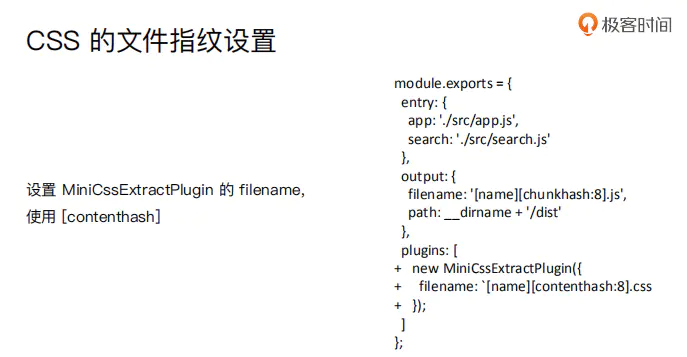 CSS 的文件指纹设置
极客时间
设置 MiniCssExtractPlugin 的 filename,
使用 [contenthash]
module.exports = {
  entry: {
    app: './src/app.js',
    search: './src/search.js'
  },
  output: {
    filename: '[name][chunkhash:8].js',
    path: __dirname + '/dist'
  },
  plugins: [
+   new MiniCssExtractPlugin({
+     filename: `[name][contenthash:8].css
+   });
  ]
};